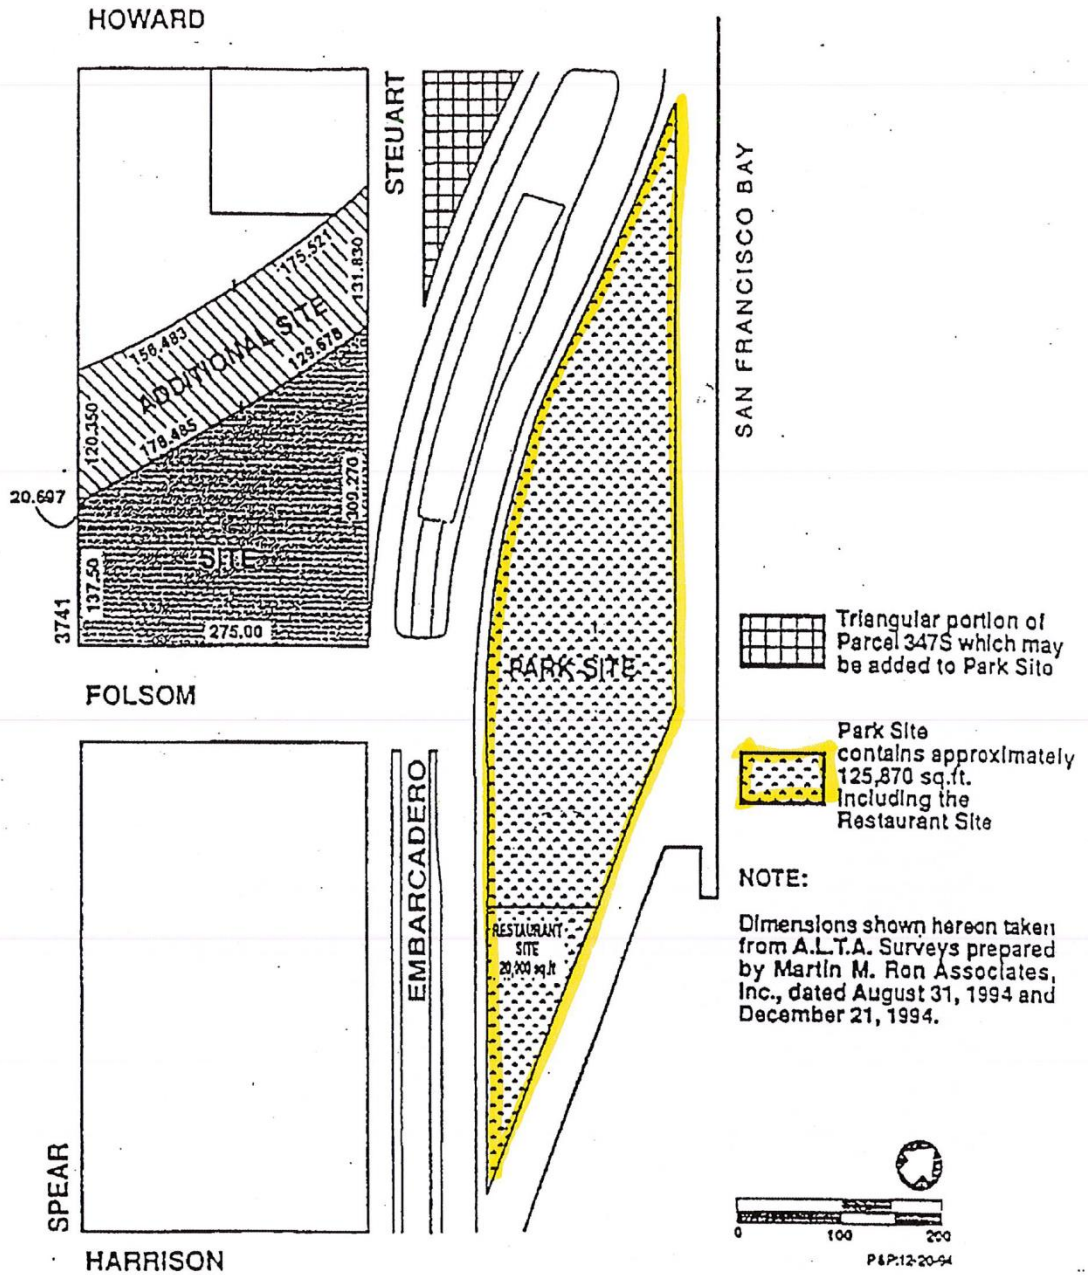 HOWARD
STEUART
SAN FRANCISCO BAY
175.521
131.830
158.483
ADDITIONAL SITE
129.678
120.350
178.485
309.270
20.697
SITE
137.50
275.00
3741
FOLSOM
PARK SITE
Triangular portion of
Parcel 347S which may
be added to Park Site
Park Site
contains approximately
125,870 sq.ft.
including the
Restaurant Site
EMBARCADERO
RESTAURANT
SITE
20,000 sq.ft
NOTE:
Dimensions shown hereon taken
from A.L.T.A. Surveys prepared
by Martin M. Ron Associates,
Inc., dated August 31, 1994 and
December 21, 1994.
SPEAR
HARRISON
0 100 200
P&P:12-20-94